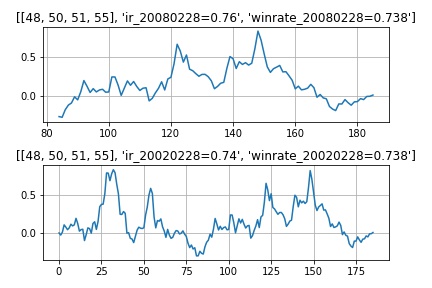 [[48, 50, 51, 55], 'ir_20080228=0.76', 'winrate_20080228=0.738']
0.5
0.0
80 100 120 140 160 180
[[48, 50, 51, 55], 'ir_20020228=0.74', 'winrate_20020228=0.738']
0.5
0.0
0 25 50 75 100 125 150 175